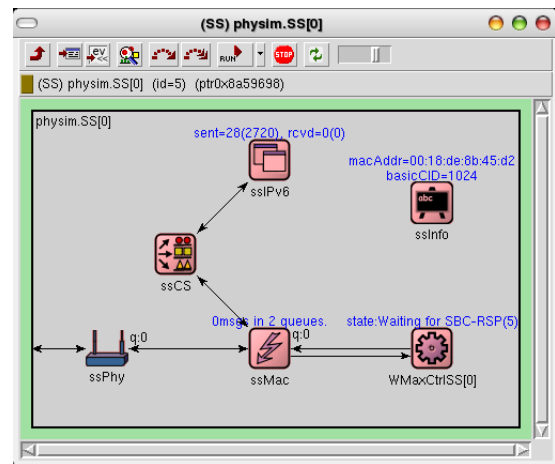 (SS) physim.SS[0]
ev
RUN
STOP
(SS) physim.SS[0] (id=5) (ptr0x8a59698)
physim.SS[0]
sent=28(2720), rcvd=0(0)
ssIPv6
macAddr=00:18:de:8b:45:d2
basicCID=1024
abc
ssInfo
ssCS
0msgs in 2 queues.
state:Waiting for SBC-RSP(5)
q:0
q:0
ssPhy
ssMac
WMaxCtrlSS[0]